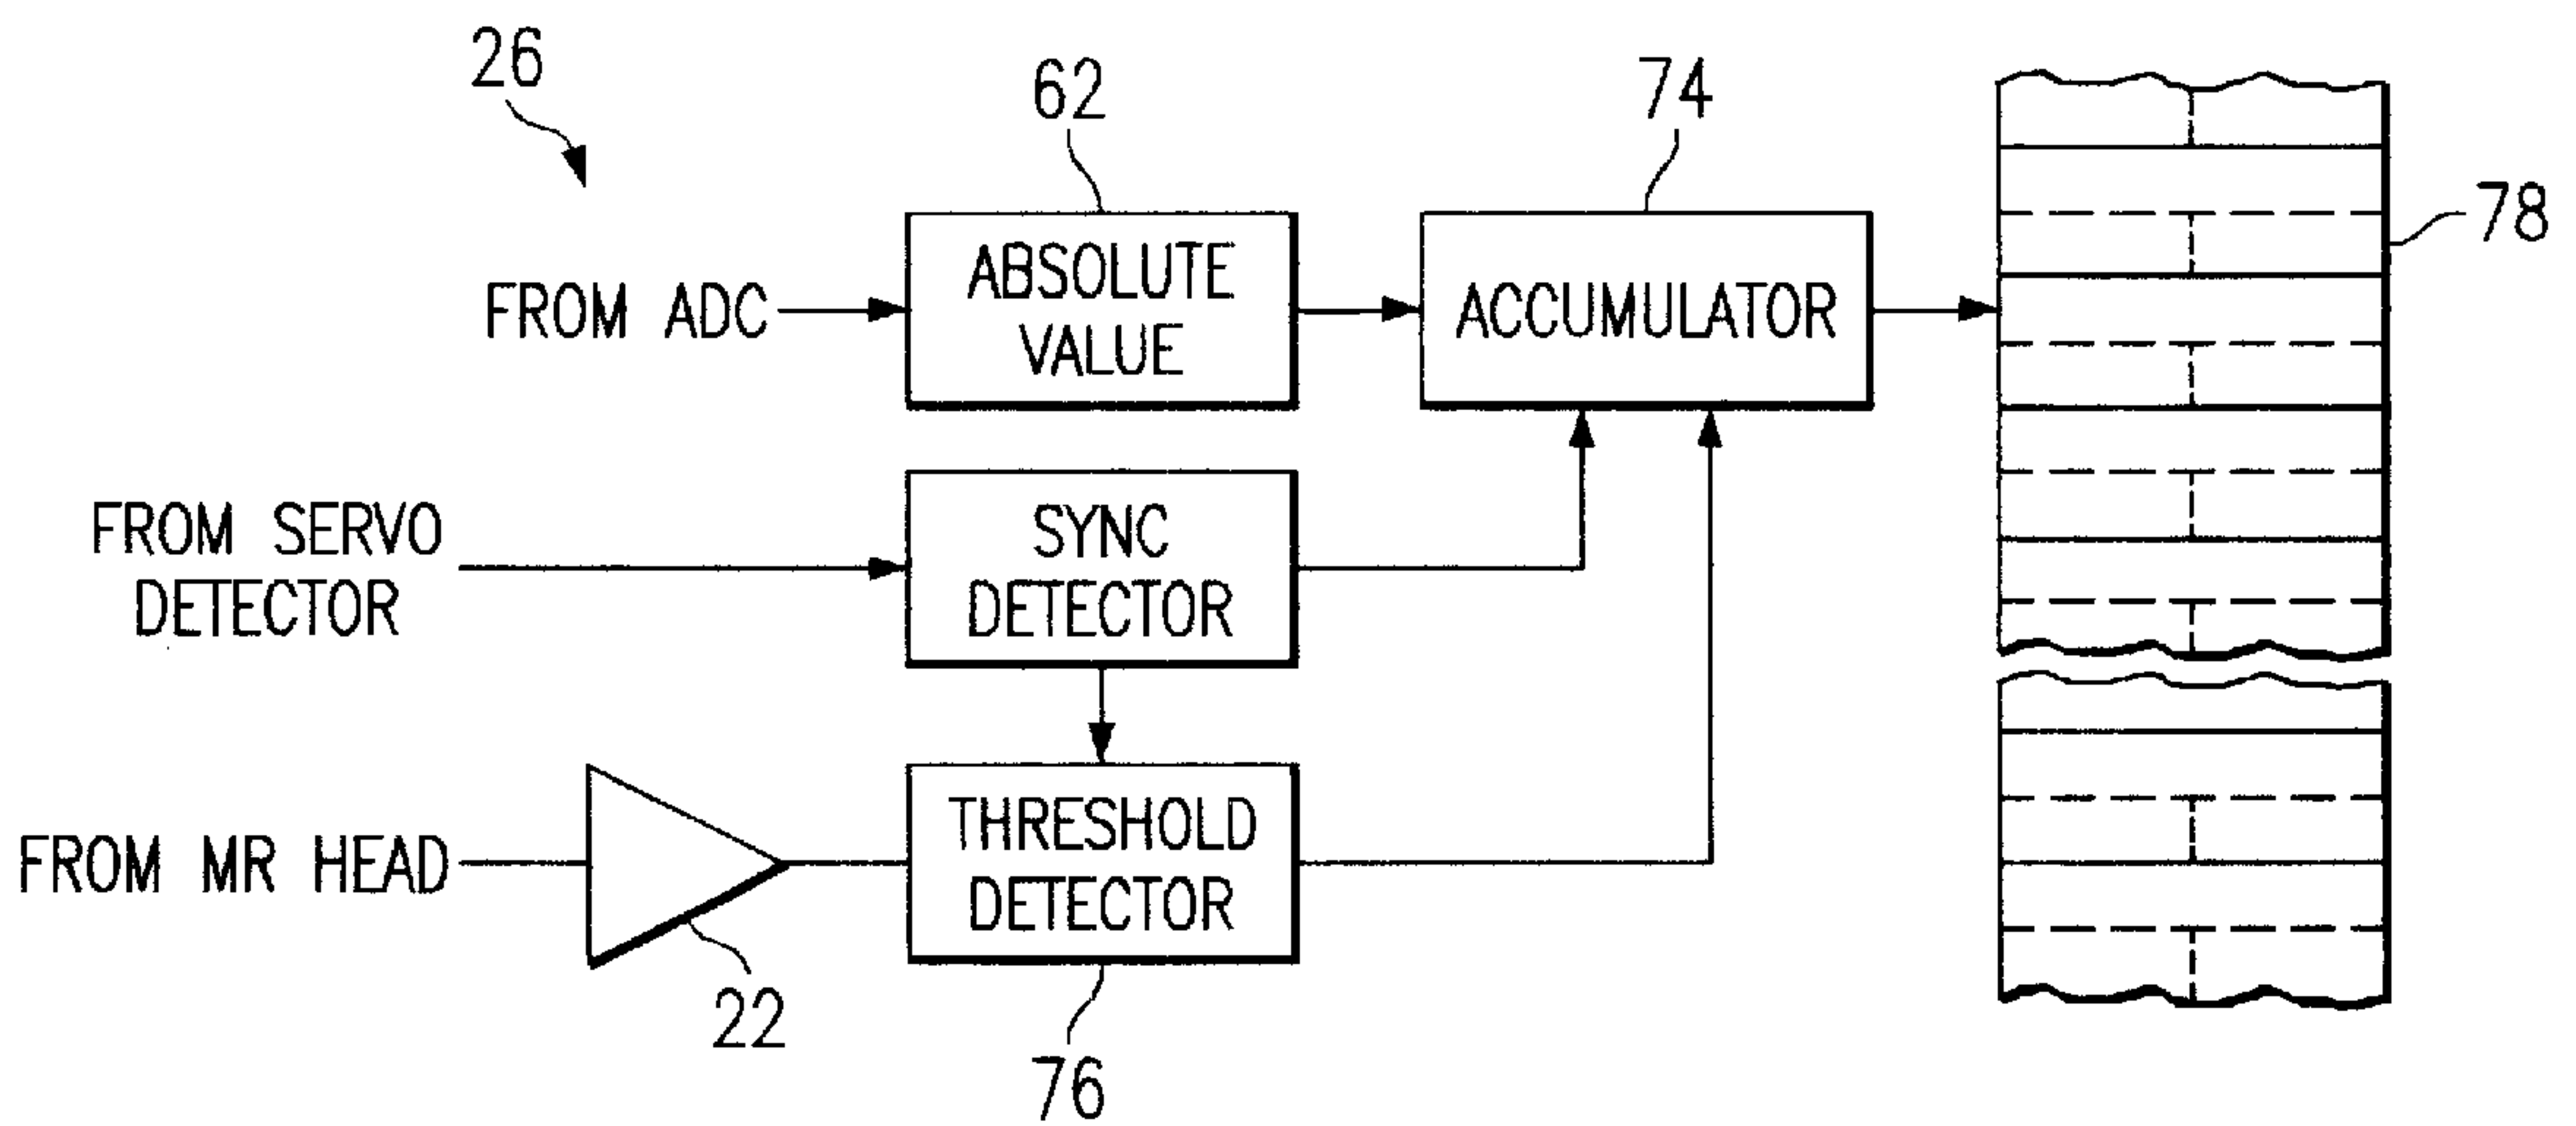 26
62
74
78
FROM ADC
ABSOLUTE
VALUE
ACCUMULATOR
FROM SERVO
DETECTOR
SYNC
DETECTOR
FROM MR HEAD
22
THRESHOLD
DETECTOR
76